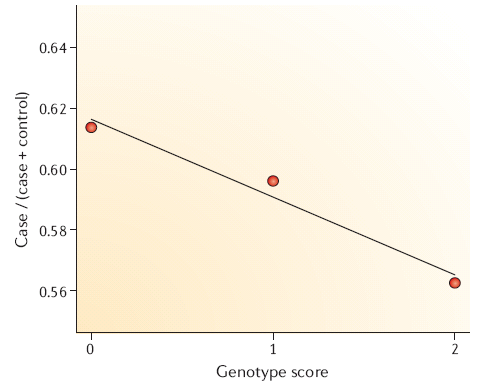 0.64
0.62
0.60
0.58
0.56
Case / (case + control)
0 1 2
Genotype score